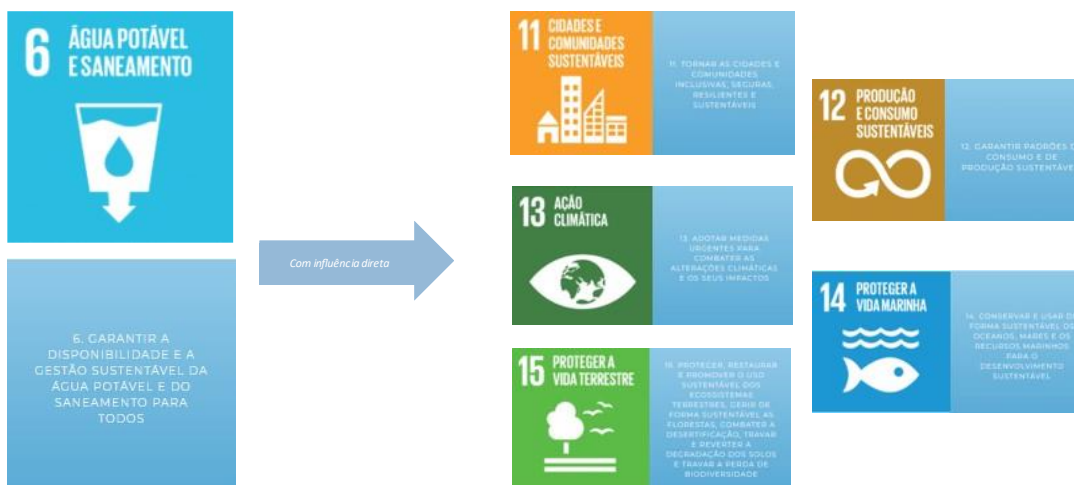 6 ÁGUA POTÁVEL
E SANEAMENTO
6. GARANTIR A
DISPONIBILIDADE E A
GESTÃO SUSTENTÁVEL DA
ÁGUA POTÁVEL E DO
SANEAMENTO PARA
TODOS
Com influência direta
11 CIDADES E
COMUNIDADES
SUSTENTÁVEIS
11. TORNAR AS CIDADES E
COMUNIDADES
INCLUSIVAS, SEGURAS,
RESILIENTES E
SUSTENTÁVEIS
12 PRODUÇÃO
E CONSUMO
SUSTENTÁVEIS
12. GARANTIR PADRÕES D
CONSUMO E DE
PRODUÇÃO SUSTENTÁVE
13 AÇÃO
CLIMÁTICA
13. ADOTAR MEDIDAS
URGENTES PARA
COMBATER AS
ALTERAÇÕES CLIMÁTICAS
E OS SEUS IMPACTOS
14 PROTEGER A
VIDA MARINHA
14. CONSERVAR E USAR DE
FORMA SUSTENTÁVEL OS
OCEANOS, MARES E OS
RECURSOS MARINHOS
PARA O
DESENVOLVIMENTO
SUSTENTÁVEL
15 PROTEGER A
VIDA TERRESTRE
15. PROTEGER, RESTAURAR
E PROMOVER O USO
SUSTENTÁVEL DOS
ECOSSISTEMAS
TERRESTRES, GERIR DE
FORMA SUSTENTÁVEL AS
FLORESTAS, COMBATER A
DESERTIFICAÇÃO, TRAVAR
E REVERTER A
DEGRADAÇÃO DOS SOLOS
E TRAVAR A PERDA DE
BIODIVERSIDADE